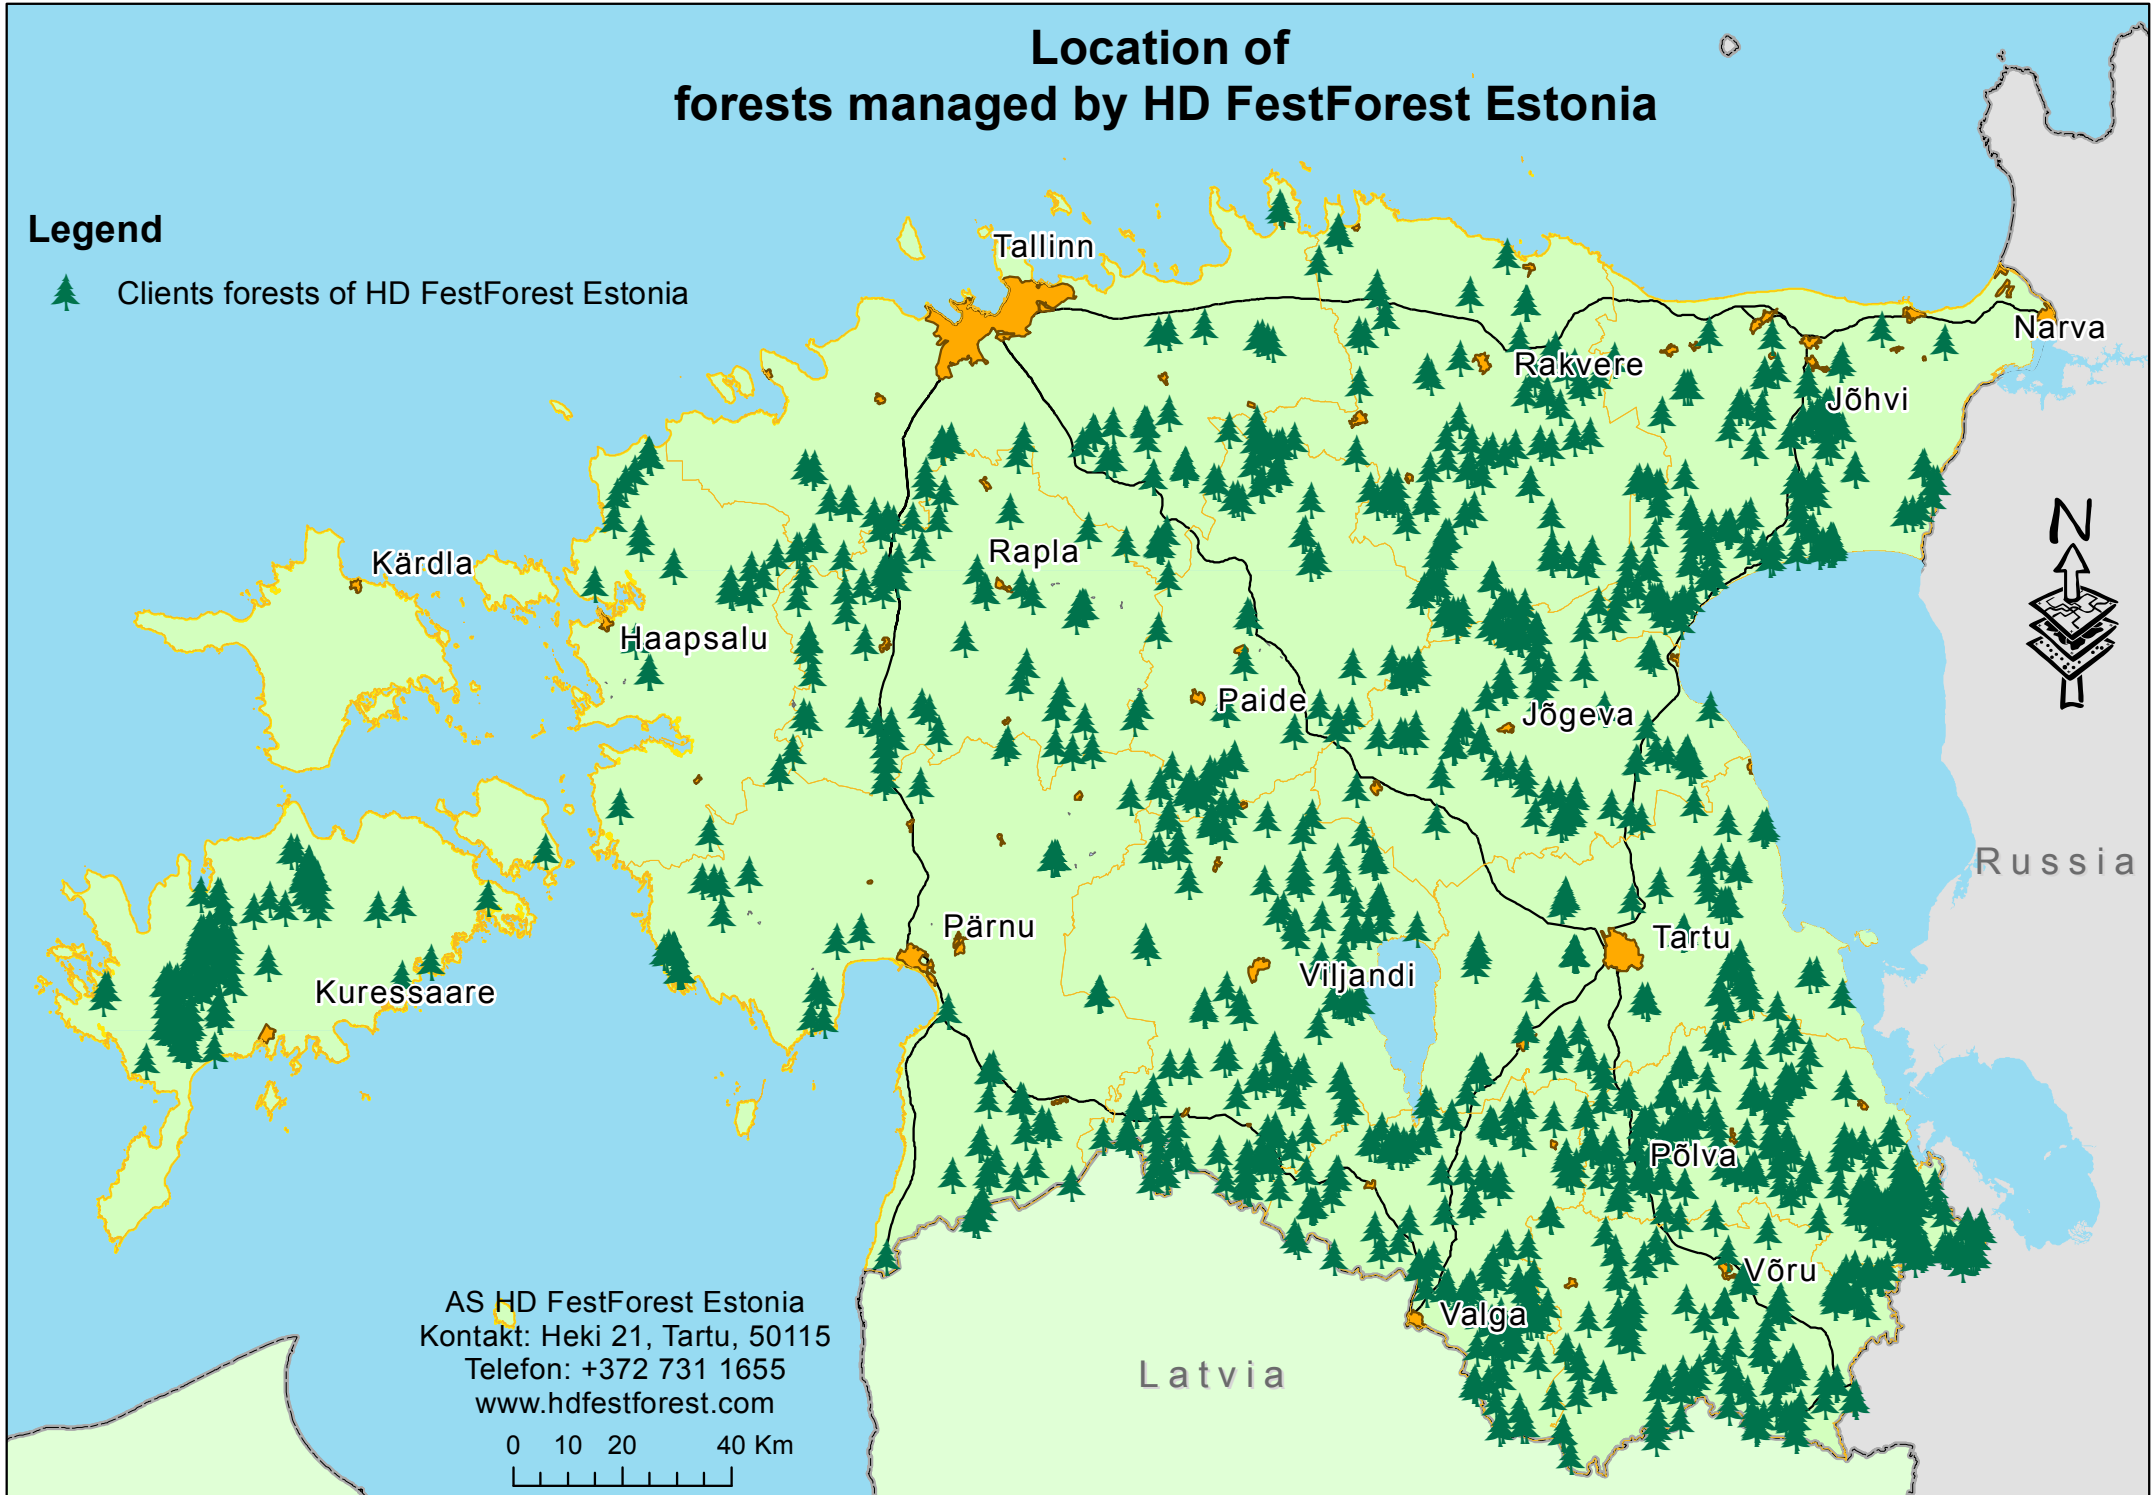 Location of
forests managed by HD FestForest Estonia
Legend
Clients forests of HD FestForest Estonia
Tallinn
Narva
Rakvere
Jõhvi
N
Kärdla
Rapla
Haapsalu
Paide
Jõgeva
Russia
Pärnu
Tartu
Viljandi
Kuressaare
Põlva
Võru
Valga
Latvia
AS HD FestForest Estonia
Kontakt: Heki 21, Tartu, 50115
Telefon: +372 731 1655
www.hdfestforest.com
0 10 20 40 Km